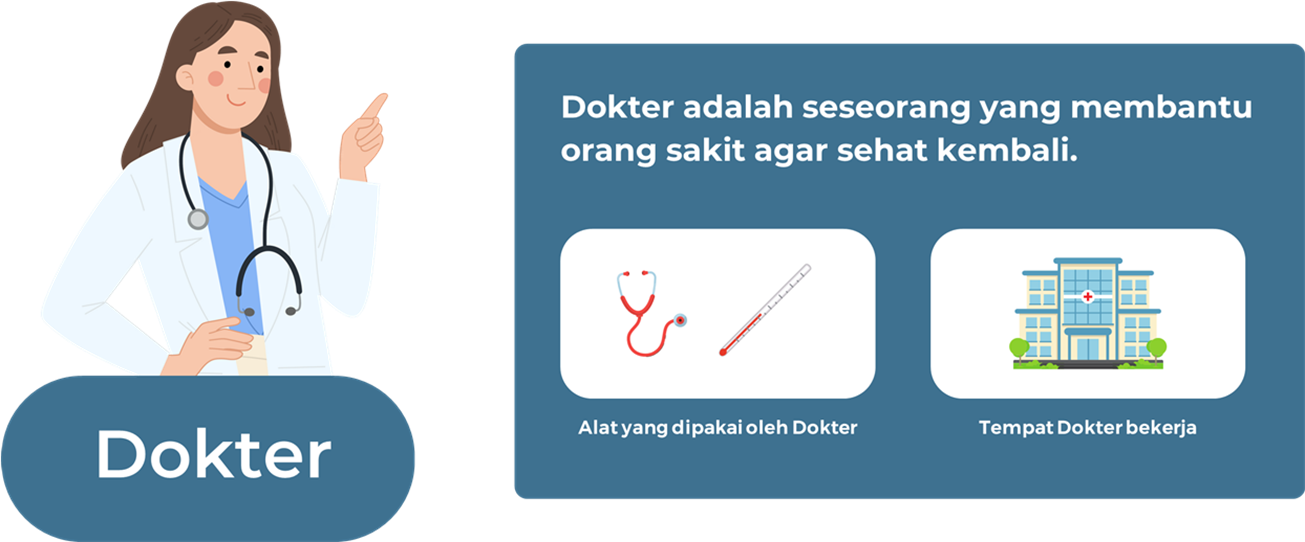 Dokter
Dokter adalah seseorang yang membantu
orang sakit agar sehat kembali.
Alat yang dipakai oleh Dokter
Tempat Dokter bekerja